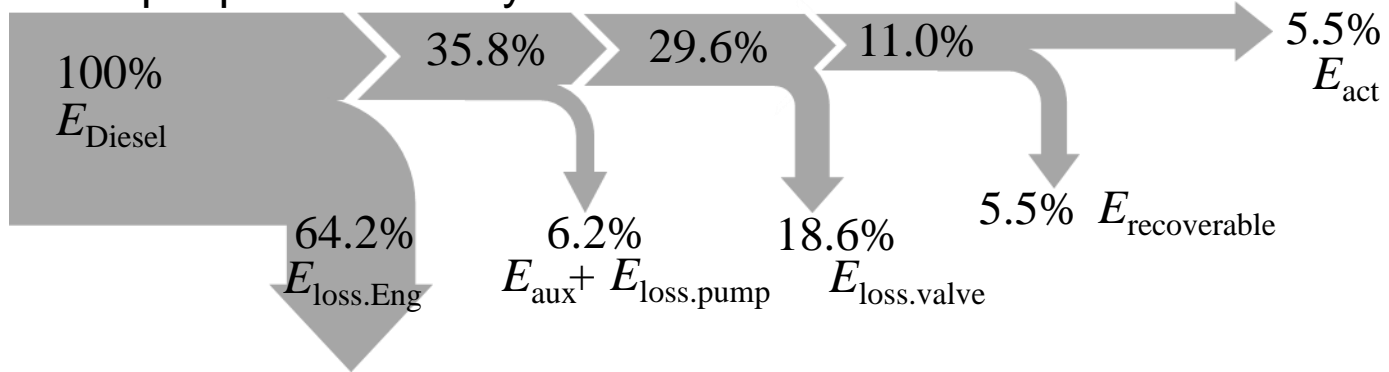 100%
E_Diesel
35.8%
29.6%
11.0%
5.5%
E_act
64.2%
E_loss.Eng
6.2%
E_aux + E_loss.pump
18.6%
E_loss.valve
5.5% E_recoverable